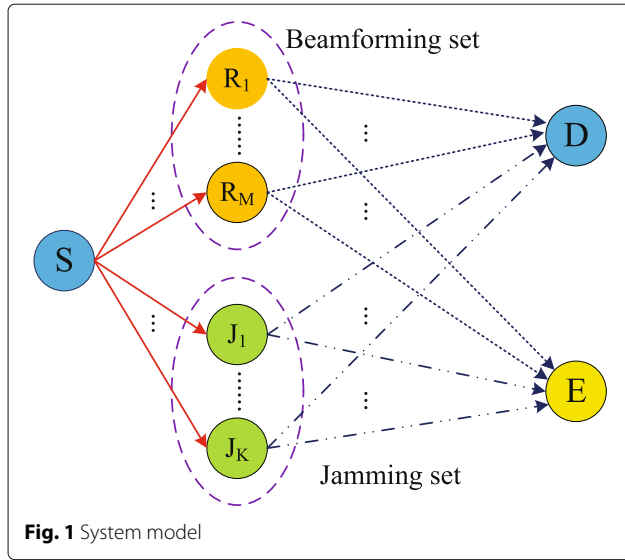 Beamforming set
R1
RM
S
J1
JK
D
E
Jamming set
Fig. 1 System model